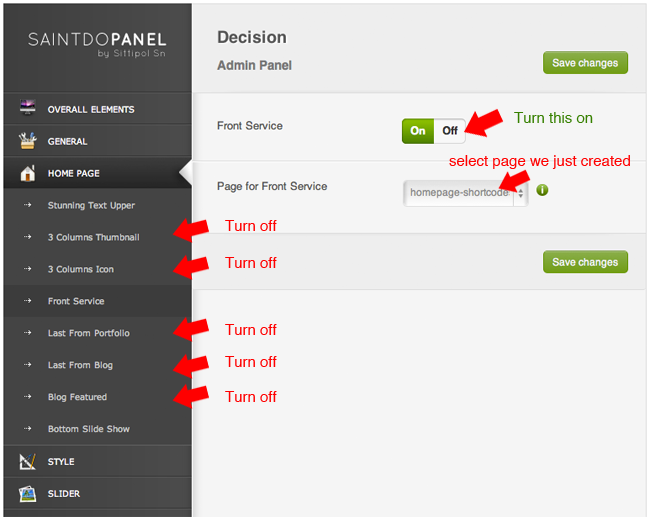 SAINTDOPANEL
by Sittipol Sn
OVERALL ELEMENTS
GENERAL
HOME PAGE
Stunning Text Upper
3 Columns Thumbnail
3 Columns Icon
Front Service
Last From Portfolio
Last From Blog
Blog Featured
Bottom Slide Show
STYLE
SLIDER
Decision
Admin Panel
Save changes
Front Service
On Off
Turn this on
select page we just created
Page for Front Service
homepage-shortcode
i
Turn off
Turn off
Save changes
Turn off
Turn off
Turn off